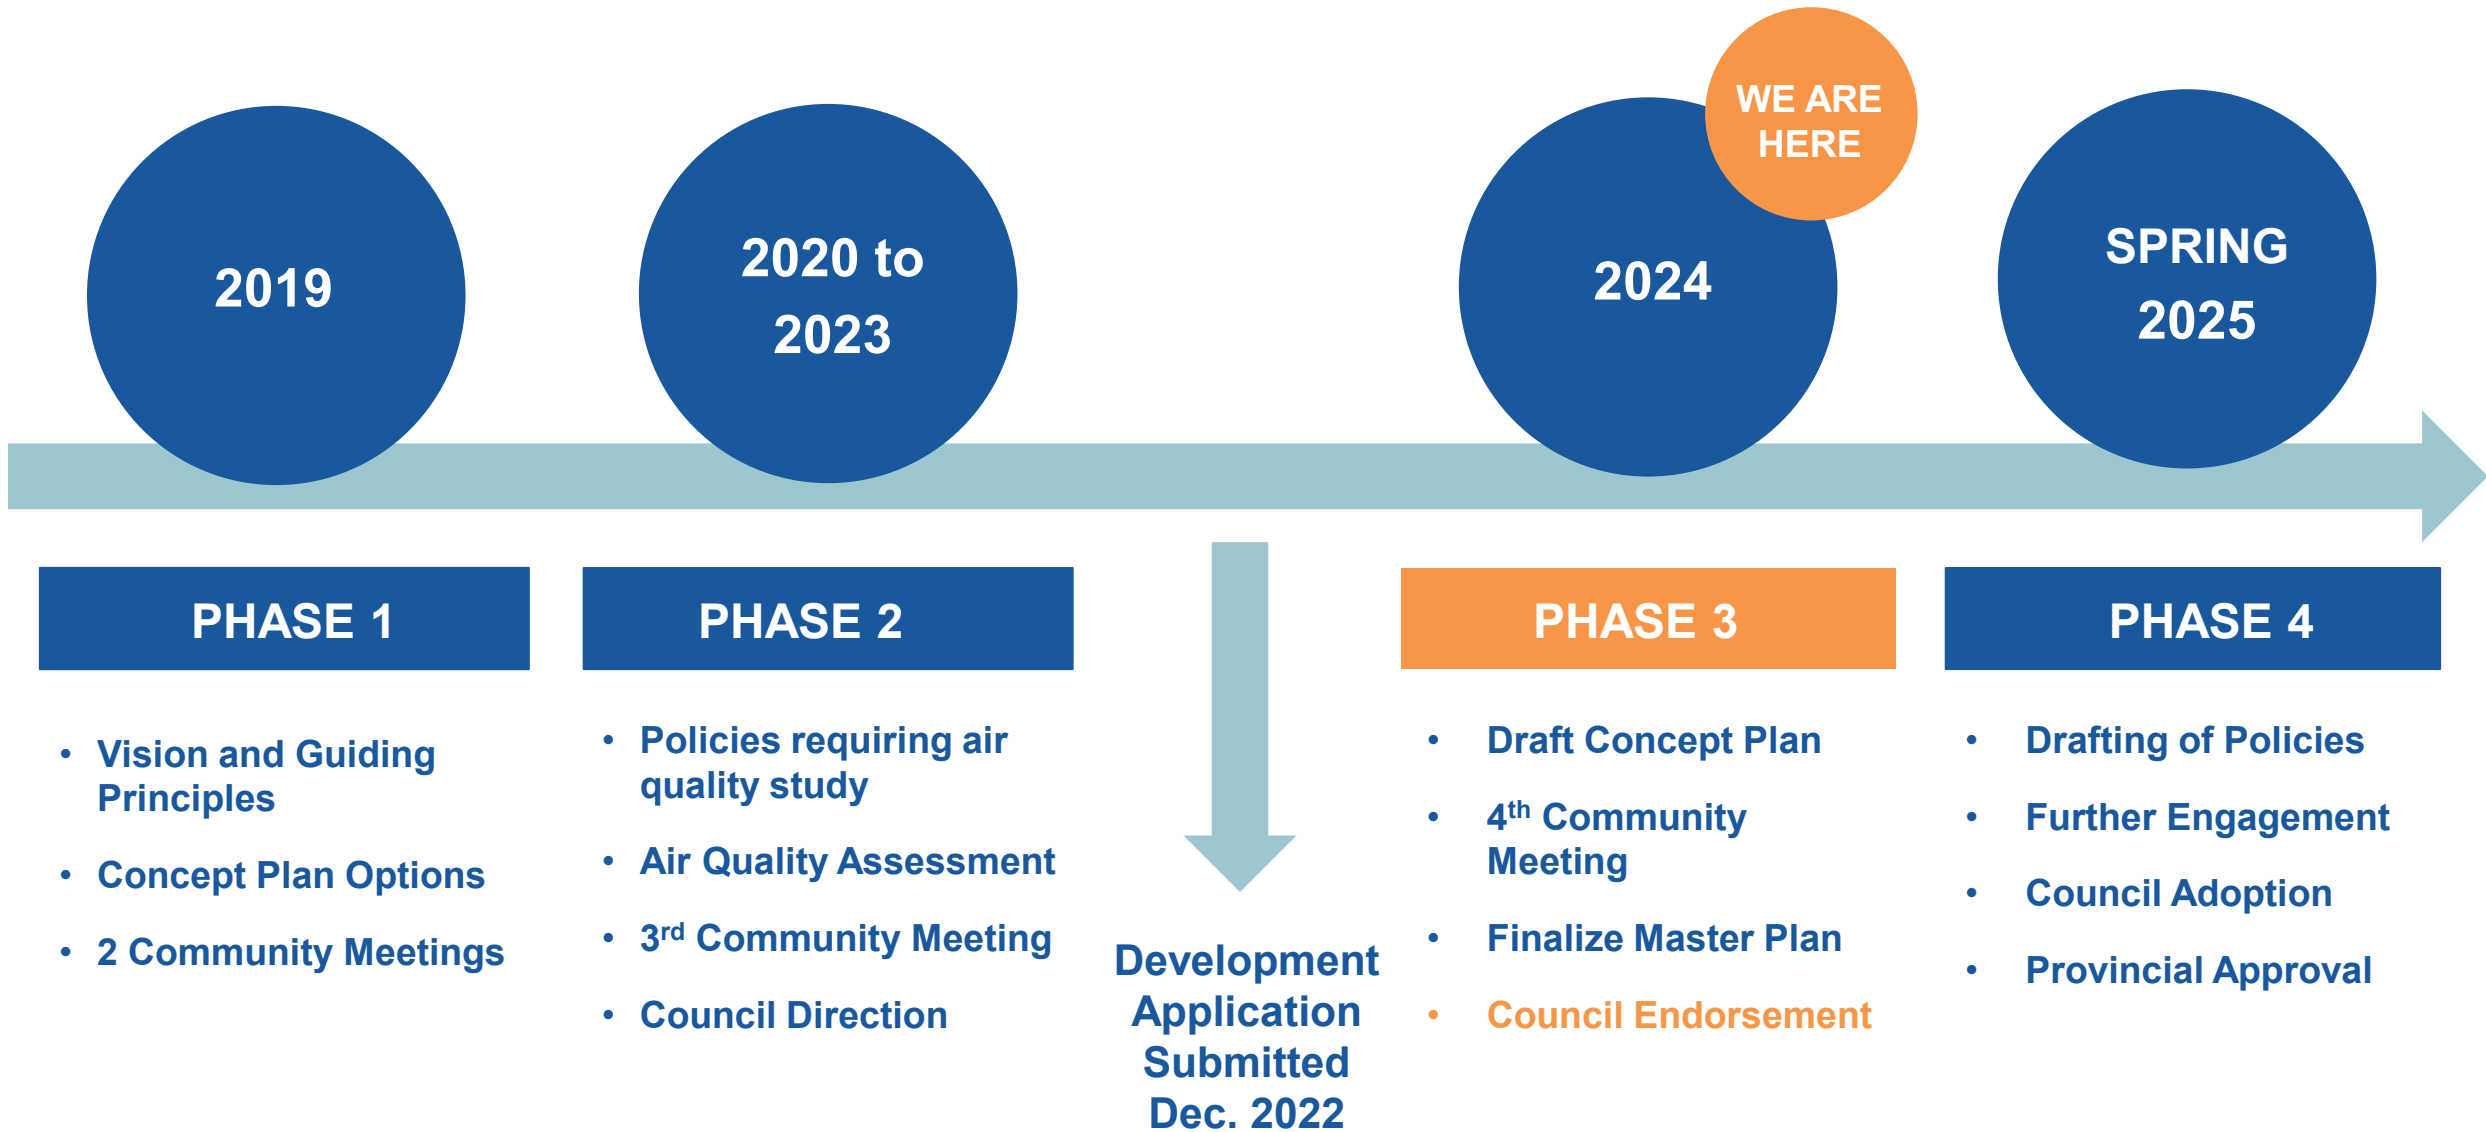 WE ARE
HERE
2019
2020 to
2023
2024
SPRING
2025
PHASE 1
• Vision and Guiding
Principles
• Concept Plan Options
• 2 Community Meetings
PHASE 2
• Policies requiring air
quality study
• Air Quality Assessment
• 3rd Community Meeting
• Council Direction
Development
Application
Submitted
Dec. 2022
PHASE 3
• Draft Concept Plan
• 4th Community
Meeting
• Finalize Master Plan
• Council Endorsement
PHASE 4
• Drafting of Policies
• Further Engagement
• Council Adoption
• Provincial Approval